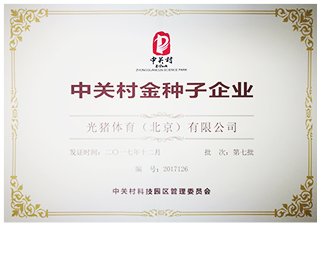 中关村
ZHONGGUANCUN SCIENCE PARK
中关村金种子企业
光猪体育（北京）有限公司
发证时间：二〇一七年十二月 批 次：第七批
编 号：2017126
中关村科技园区管理委员会